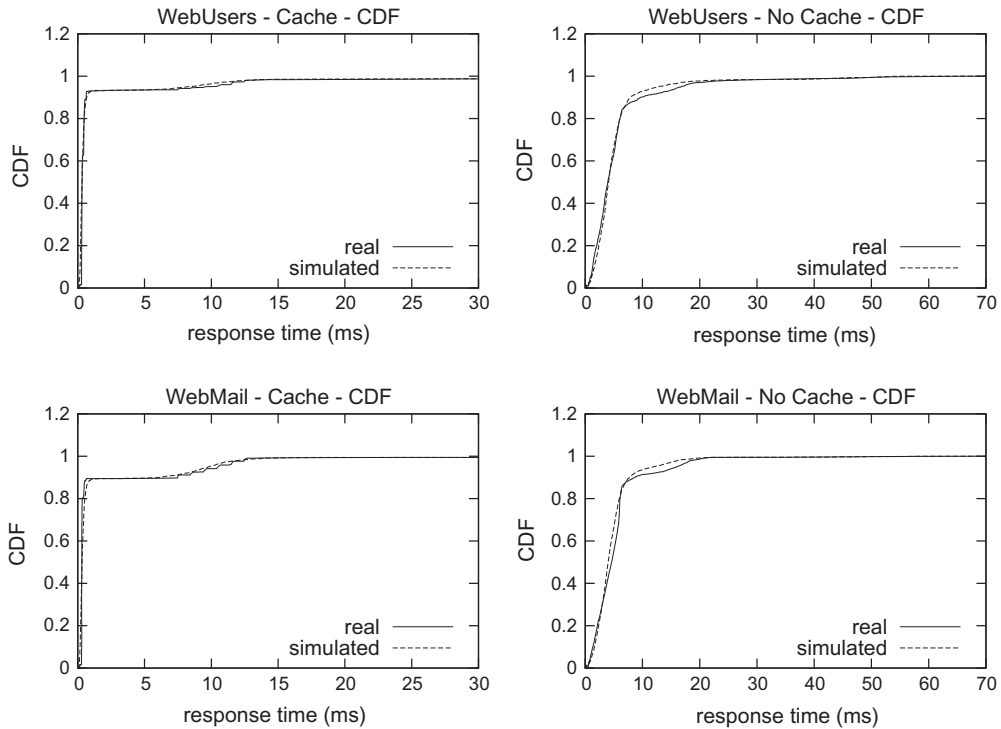 WebUsers - Cache - CDF
1.2
1
0.8
0.6
0.4
0.2
0
CDF
real
simulated
0 5 10 15 20 25 30
response time (ms)
WebUsers - No Cache - CDF
1.2
1
0.8
0.6
0.4
0.2
0
CDF
real
simulated
0 10 20 30 40 50 60 70
response time (ms)
WebMail - Cache - CDF
1.2
1
0.8
0.6
0.4
0.2
0
CDF
real
simulated
0 5 10 15 20 25 30
response time (ms)
WebMail - No Cache - CDF
1.2
1
0.8
0.6
0.4
0.2
0
CDF
real
simulated
0 10 20 30 40 50 60 70
response time (ms)